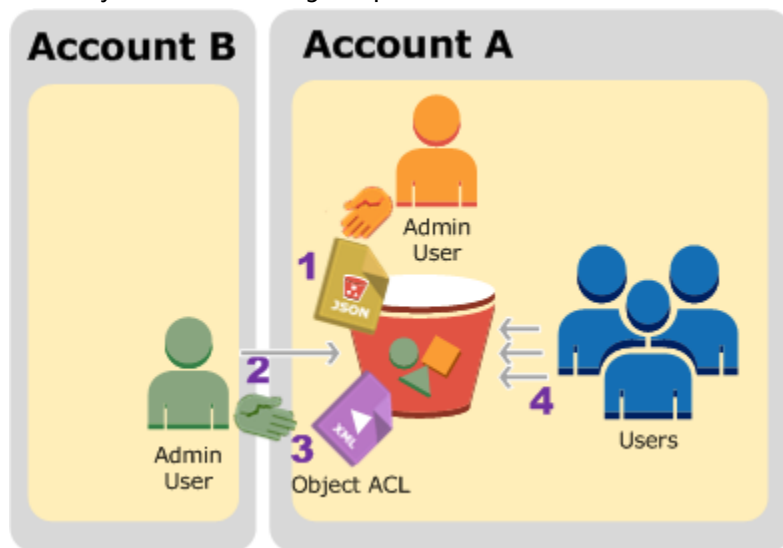 Account B
Account A
Admin
User
1
JSON
2
3
XML
4
Admin
User
Object ACL
Users